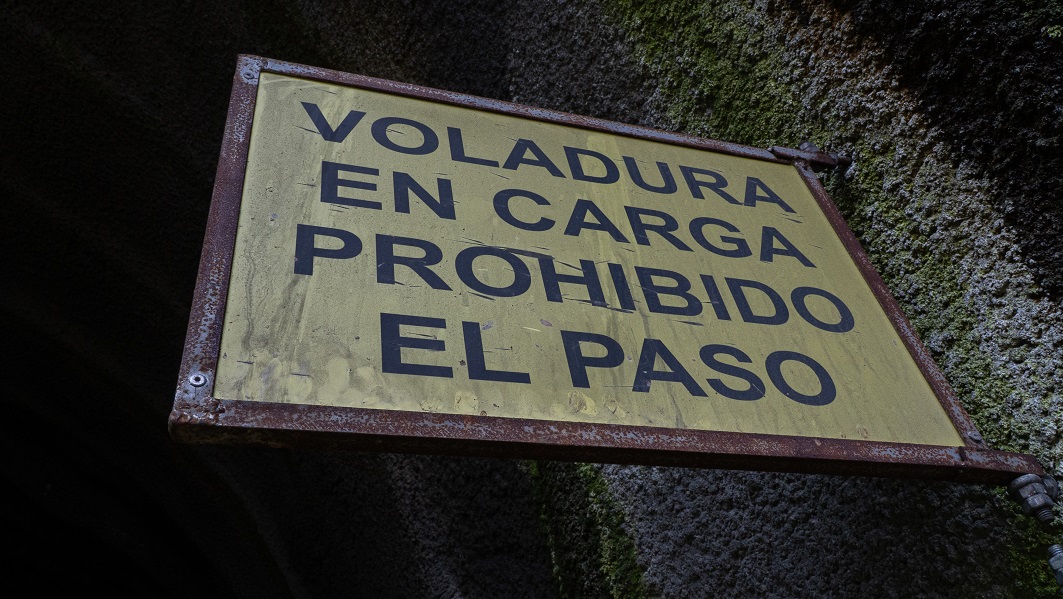 VOLADURA
EN CARGA
PROHIBIDO
EL PASO